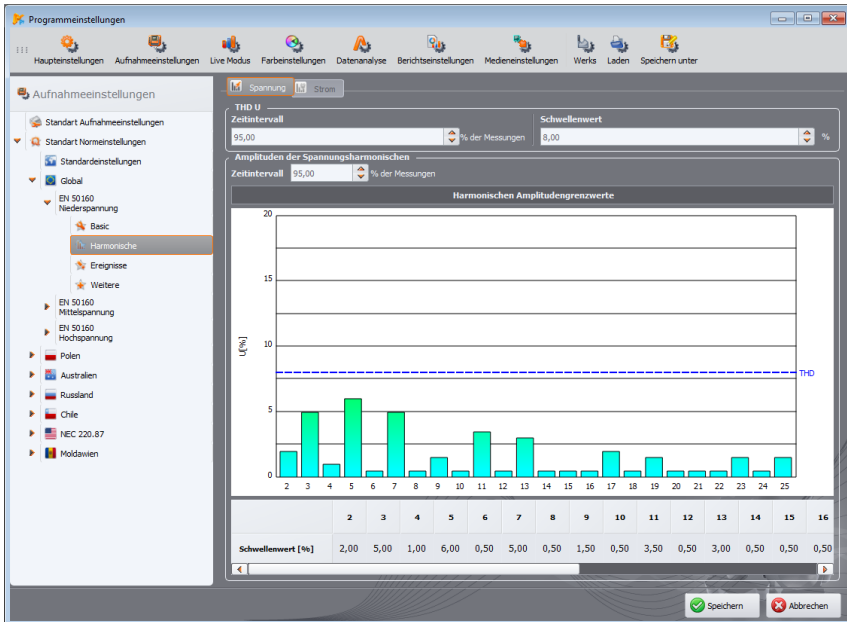 Programmeinstellungen
Haupteinstellungen Aufnahmeeinstellungen Live Modus Farbeinstellungen Datenanalyse Berichtseinstellungen Medieneinstellungen Werks Laden Speichern unter
Aufnahmeeinstellungen
Standart Aufnahmeeinstellungen
Standart Normeinstellungen
Standardeinstellungen
Global
EN 50160
Niederspannung
Basic
Harmonische
Ereignisse
Weitere
EN 50160
Mittelspannung
EN 50160
Hochspannung
Polen
Australien
Russland
Chile
NEC 220.87
Moldawien
Spannung Strom
THD U
Zeitintervall Schwellenwert
95,00 % der Messungen 8,00 %
Amplituden der Spannungsharmonischen
Zeitintervall 95,00 % der Messungen
Harmonischen Amplitudengrenzwerte
20
15
10
5
0
U[%]
THD
2 3 4 5 6 7 8 9 10 11 12 13 14 15 16 17 18 19 20 21 22 23 24 25
2 3 4 5 6 7 8 9 10 11 12 13 14 15 16
Schwellenwert [%] 2,00 5,00 1,00 6,00 0,50 5,00 0,50 1,50 0,50 3,50 0,50 3,00 0,50 0,50 0,50
Speichern Abbrechen